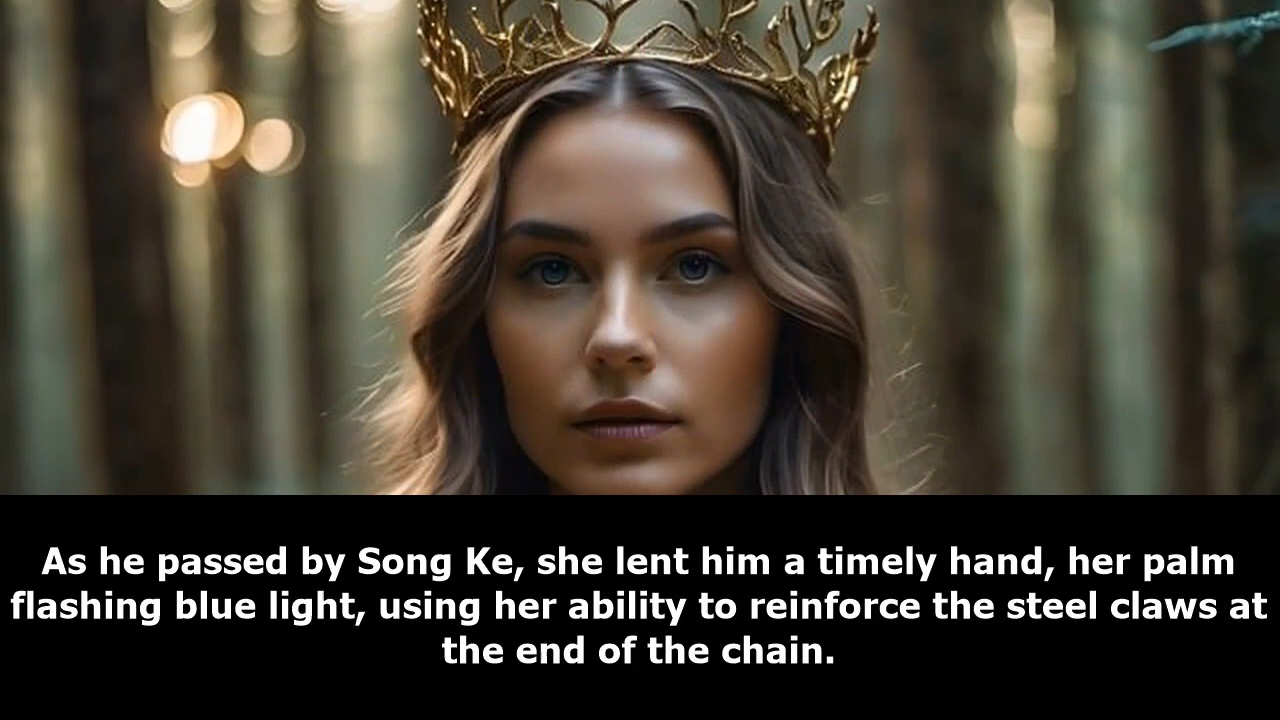 As he passed by Song Ke, she lent him a timely hand, her palm
flashing blue light, using her ability to reinforce the steel claws at
the end of the chain.